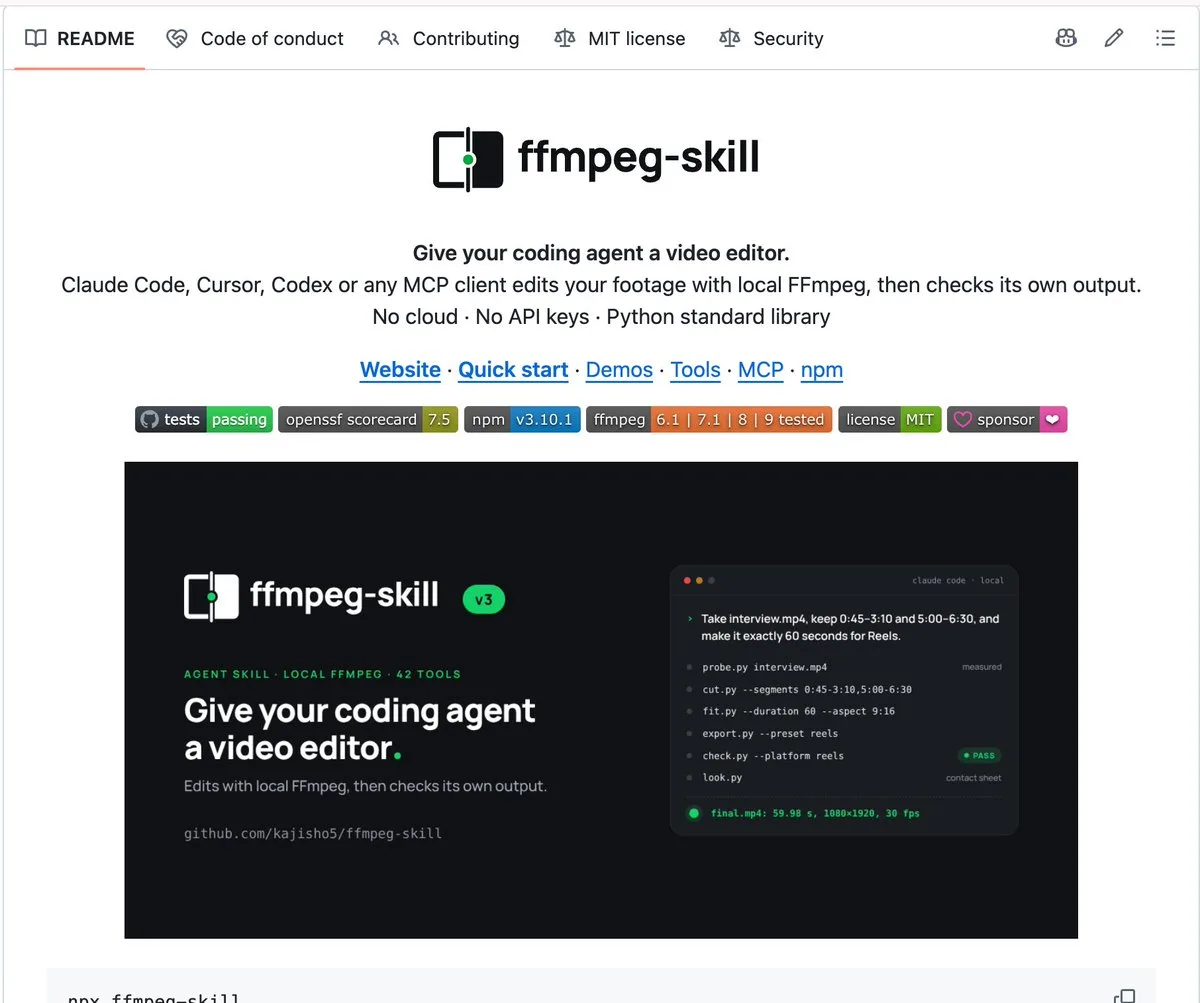 README Code of conduct Contributing MIT license Security
ffmpeg-skill
Give your coding agent a video editor.
Claude Code, Cursor, Codex or any MCP client edits your footage with local FFmpeg, then checks its own output.
No cloud · No API keys · Python standard library
Website · Quick start · Demos · Tools · MCP · npm
tests passing openssf scorecard 7.5 npm v3.10.1 ffmpeg 6.1 | 7.1 | 8 | 9 tested license MIT sponsor
ffmpeg-skill v3
AGENT SKILL · LOCAL FFMPEG · 42 TOOLS
Give your coding agent
a video editor.
Edits with local FFmpeg, then checks its own output.
github.com/kajisho5/ffmpeg-skill
claude code · local
› Take interview.mp4, keep 0:45–3:10 and 5:00–6:30, and
make it exactly 60 seconds for Reels.
probe.py interview.mp4 measured
cut.py --segments 0:45-3:10,5:00-6:30
fit.py --duration 60 --aspect 9:16
export.py --preset reels
check.py --platform reels PASS
look.py contact sheet
final.mp4: 59.98 s, 1080×1920, 30 fps
npx ffmpeg-skill